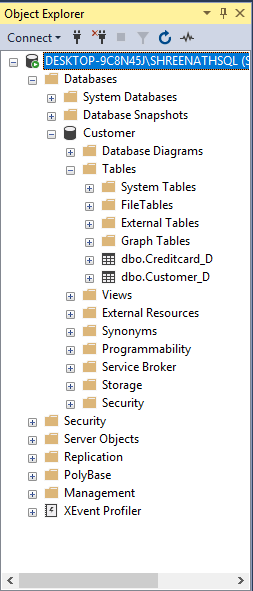 Object Explorer
Connect
DESKTOP-9C8N45J\SHREENATHSQL (S
Databases
System Databases
Database Snapshots
Customer
Database Diagrams
Tables
System Tables
FileTables
External Tables
Graph Tables
dbo.Creditcard_D
dbo.Customer_D
Views
External Resources
Synonyms
Programmability
Service Broker
Storage
Security
Security
Server Objects
Replication
PolyBase
Management
XEvent Profiler